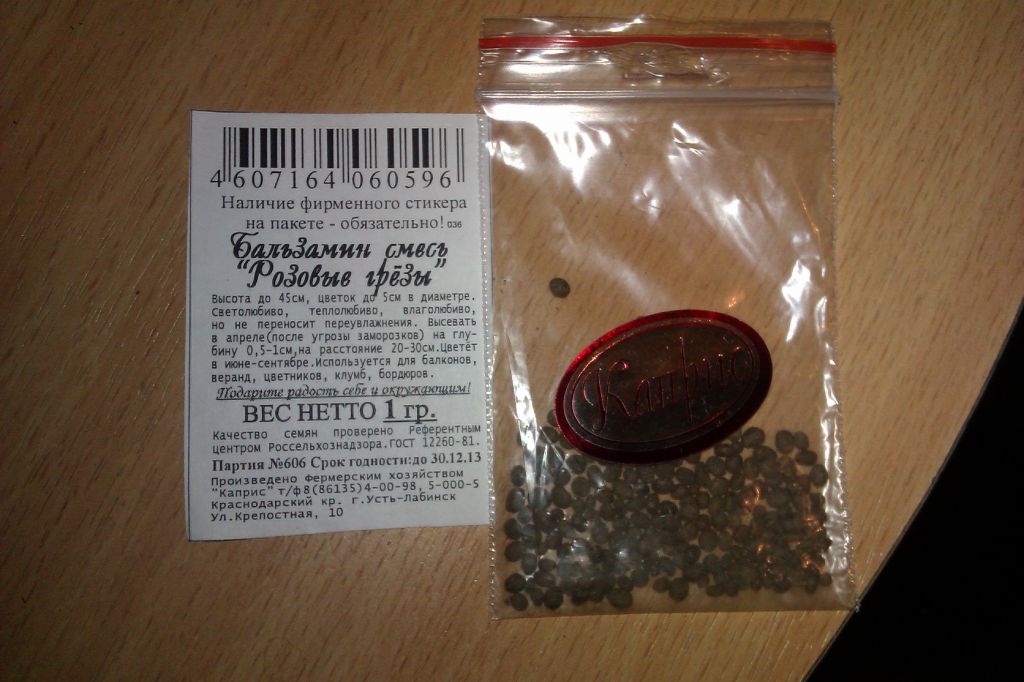 4 607164 060596
Наличие фирменного стикера
на пакете - обязательно! 036
Бальзамин смесь
"Розовые грёзы"
Высота до 45см, цветок до 5см в диаметре.
Светолюбиво, теплолюбиво, влаголюбиво,
но не переносит переувлажнения. Высевать
в апреле(после угрозы заморозков) на глу-
бину 0,5-1см,на расстояние 20-30см.Цветёт
в июне-сентябре.Используется для балконов,
веранд, цветников, клумб, бордюров.
Подарите радость себе и окружающим!
ВЕС НЕТТО 1 гр.
Качество семян проверено Референтным
центром Россельхознадзора.ГОСТ 12260-81.
Партия №606 Срок годности:до 30.12.13
Произведено фермерским хозяйством
"Каприс" т/ф8(86135)4-00-98, 5-000-5
Краснодарский кр. г.Усть-Лабинск
Ул.Крепостная, 10
Каприс